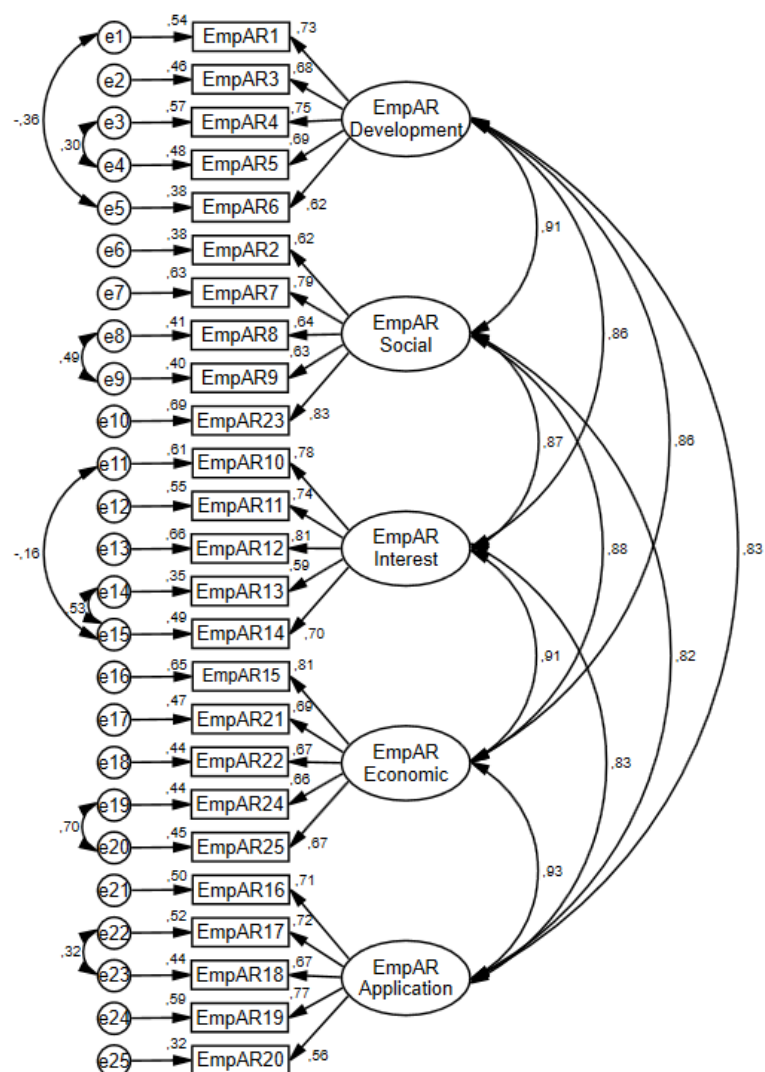 e1 ,54 EmpAR1 ,73
e2 ,46 EmpAR3 ,68
e3 ,57 EmpAR4 ,75
e4 ,48 EmpAR5 ,69
e5 ,38 EmpAR6 ,62
-,36
,30
EmpAR
Development
e6 ,38 EmpAR2 ,62
e7 ,63 EmpAR7 ,79
e8 ,41 EmpAR8 ,64
e9 ,40 EmpAR9 ,63
e10 ,69 EmpAR23 ,83
,49
EmpAR
Social
e11 ,61 EmpAR10 ,78
e12 ,55 EmpAR11 ,74
e13 ,66 EmpAR12 ,81
e14 ,35 EmpAR13 ,59
e15 ,49 EmpAR14 ,70
-,16
,53
EmpAR
Interest
e16 ,65 EmpAR15 ,81
e17 ,47 EmpAR21 ,69
e18 ,44 EmpAR22 ,67
e19 ,44 EmpAR24 ,66
e20 ,45 EmpAR25 ,67
,70
EmpAR
Economic
e21 ,50 EmpAR16 ,71
e22 ,52 EmpAR17 ,72
e23 ,44 EmpAR18 ,67
e24 ,59 EmpAR19 ,77
e25 ,32 EmpAR20 ,56
,32
EmpAR
Application
,91
,86
,87
,86
,88
,83
,91
,82
,83
,93